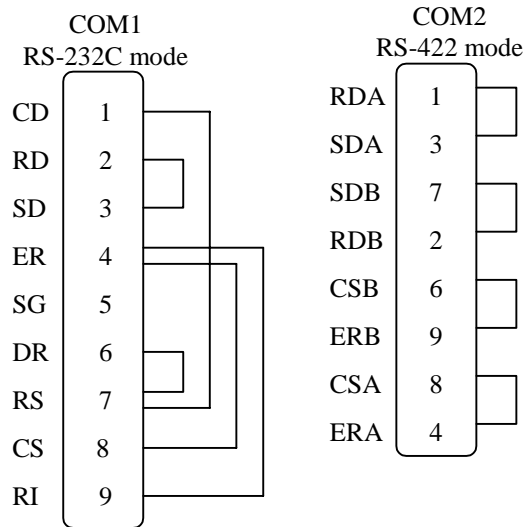 COM1
RS-232C mode
CD 1
RD 2
SD 3
ER 4
SG 5
DR 6
RS 7
CS 8
RI 9
COM2
RS-422 mode
RDA 1
SDA 3
SDB 7
RDB 2
CSB 6
ERB 9
CSA 8
ERA 4